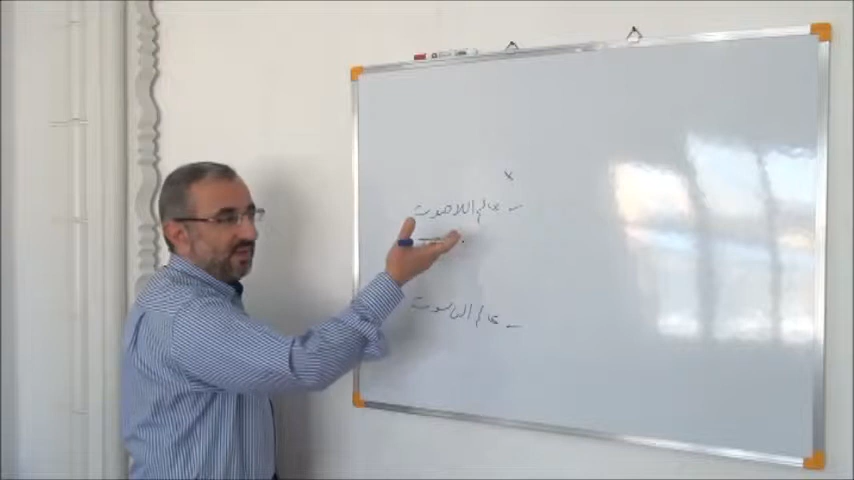 - عالم اللاهوت
- عالم الناسوت